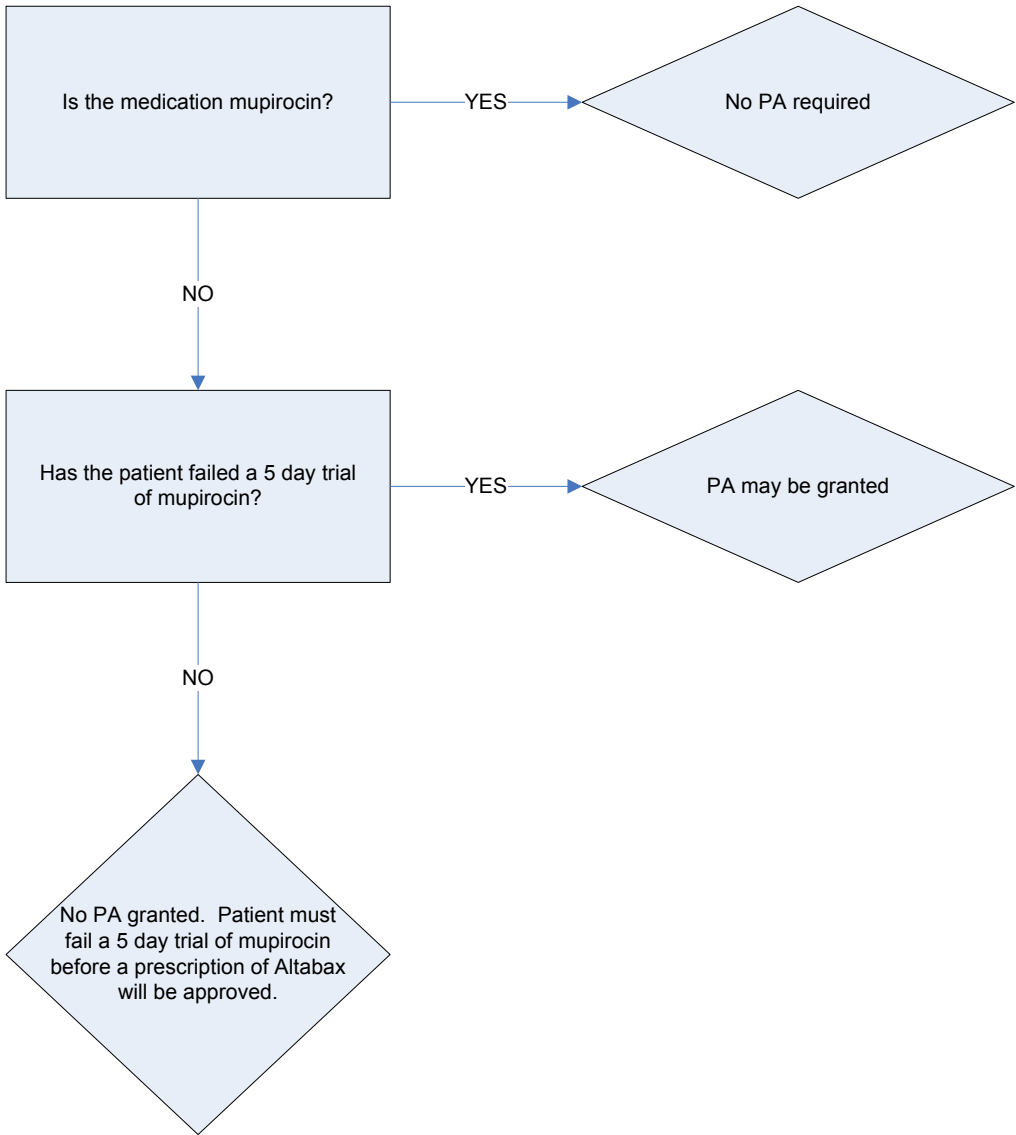 Is the medication mupirocin?
YES
No PA required
NO
Has the patient failed a 5 day trial
of mupirocin?
YES
PA may be granted
NO
No PA granted.  Patient must
fail a 5 day trial of mupirocin
before a prescription of Altabax
will be approved.